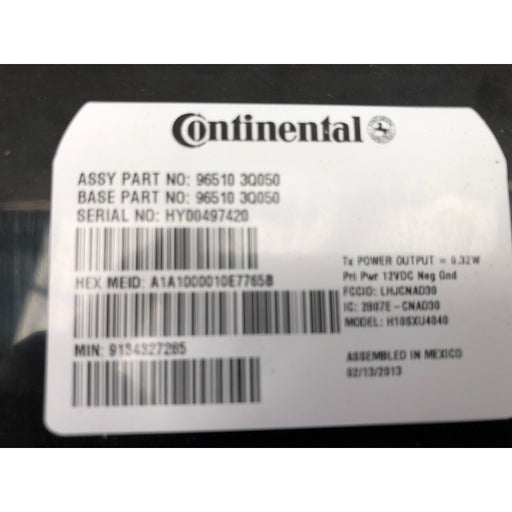 Continental
ASSY PART NO: 96510 3Q050
BASE PART NO: 96510 3Q050
SERIAL NO: HY00497420
HEX MEID: A1A1000010E7765B
MIN: 9134327285
Tx POWER OUTPUT = 0.32W
Pri Pwr 12VDC Neg Gnd
FCCID: LHJCNAD30
IC: 2807E-CNAD30
MODEL: H10SXU4040
ASSEMBLED IN MEXICO
02/13/2013